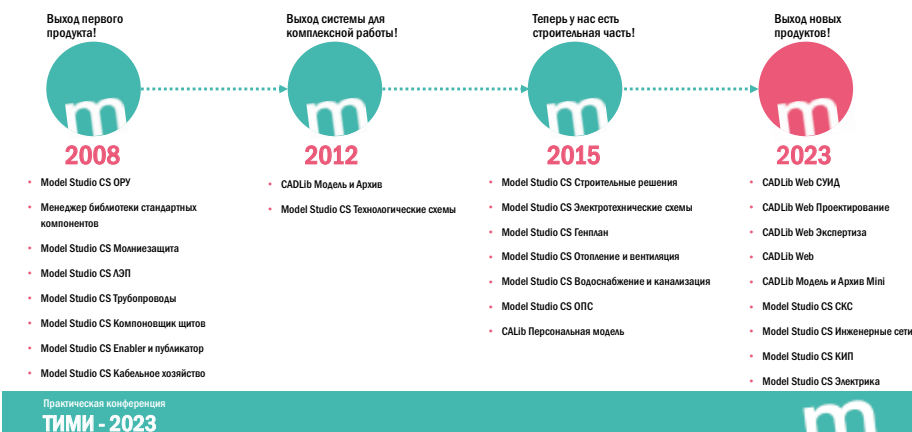 Выход первого
продукта!
2008
Model Studio CS ОРУ
Менеджер библиотеки стандартных
компонентов
Model Studio CS Молниезащита
Model Studio CS ЛЭП
Model Studio CS Трубопроводы
Model Studio CS Компоновщик щитов
Model Studio CS Enabler и публикатор
Model Studio CS Кабельное хозяйство
Выход системы для
комплексной работы!
2012
CADLib Модель и Архив
Model Studio CS Технологические схемы
Теперь у нас есть
строительная часть!
2015
Model Studio CS Строительные решения
Model Studio CS Электротехнические схемы
Model Studio CS Генплан
Model Studio CS Отопление и вентиляция
Model Studio CS Водоснабжение и канализация
Model Studio CS ОПС
CALib Персональная модель
Выход новых
продуктов!
2023
CADLib Web СУИД
CADLib Web Проектирование
CADLib Web Экспертиза
CADLib Web
CADLib Модель и Архив Mini
Model Studio CS СКС
Model Studio CS Инженерные сети
Model Studio CS КИП
Model Studio CS Электрика
m
m
m
m
Практическая конференция
ТИМИ - 2023
m